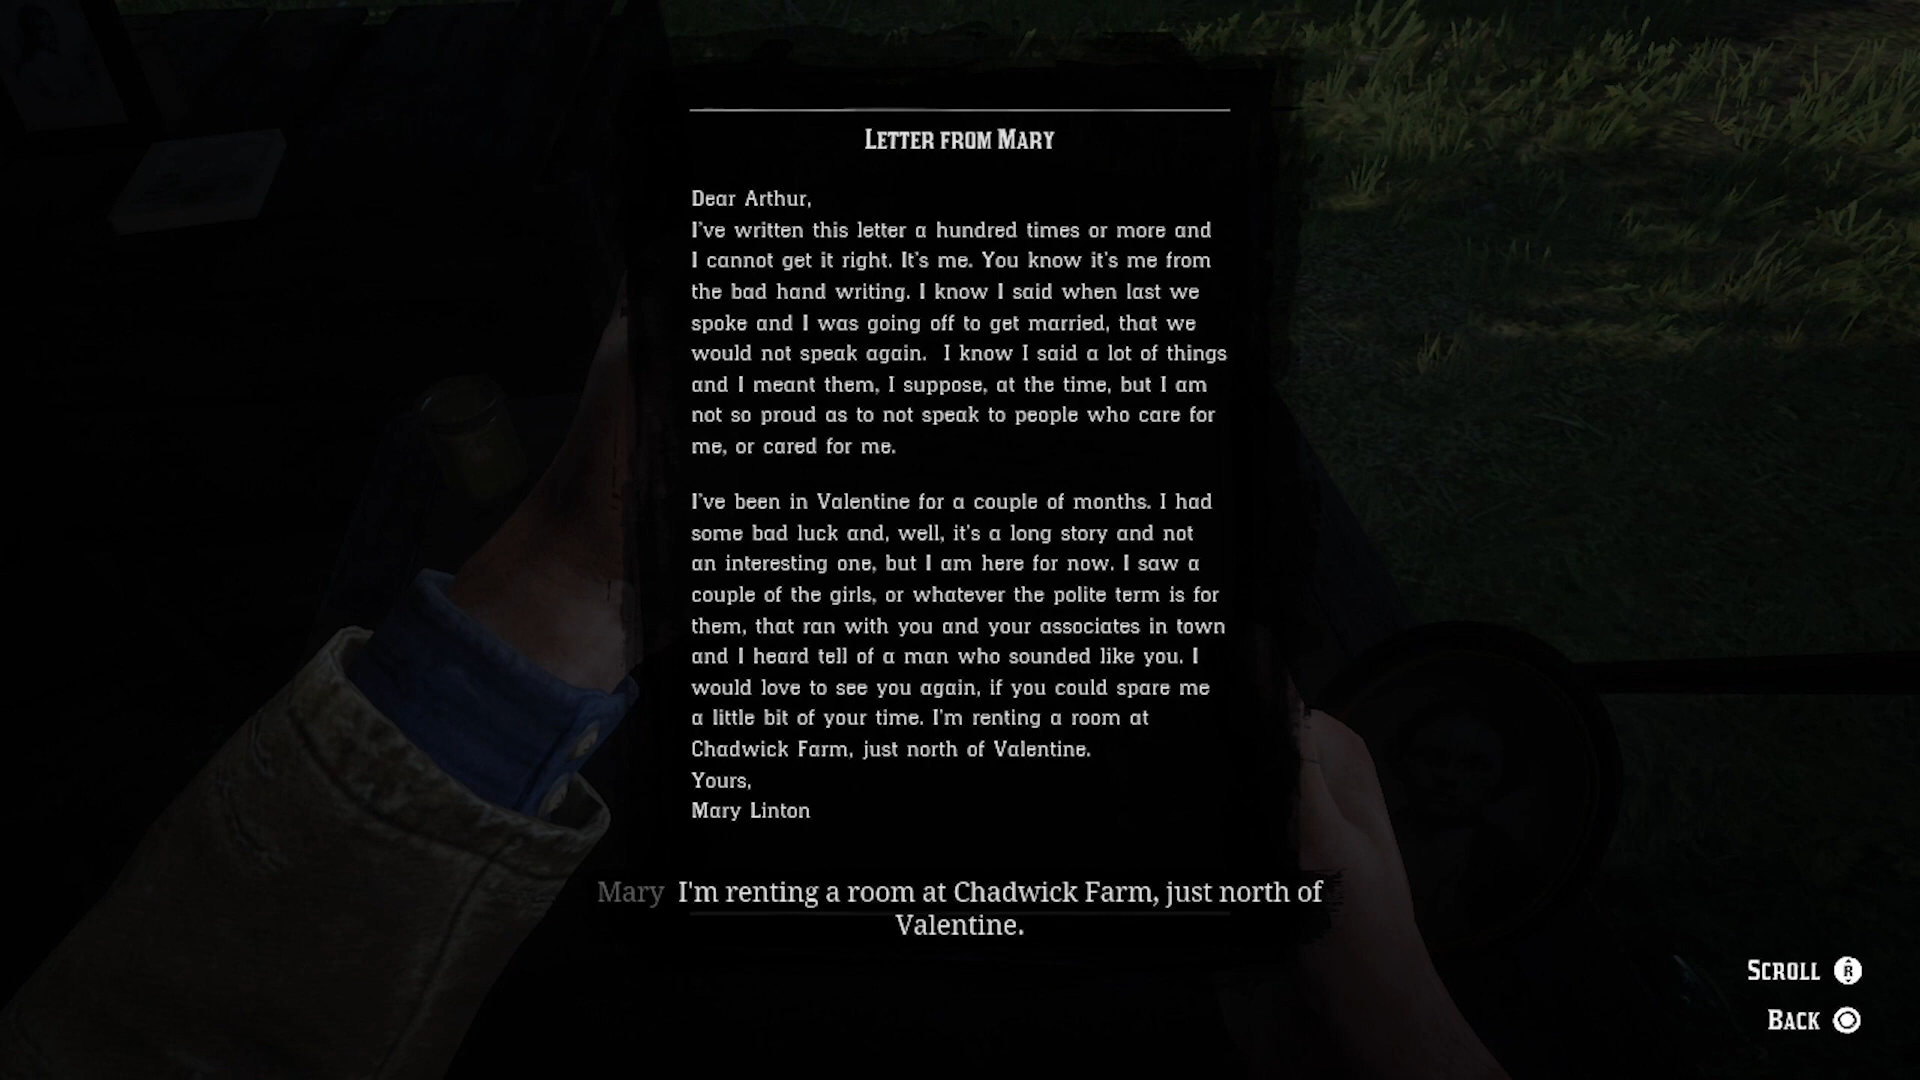 Letter from Mary
Dear Arthur,
I've written this letter a hundred times or more and
I cannot get it right. It's me. You know it's me from
the bad hand writing. I know I said when last we
spoke and I was going off to get married, that we
would not speak again.  I know I said a lot of things
and I meant them, I suppose, at the time, but I am
not so proud as to not speak to people who care for
me, or cared for me.
I've been in Valentine for a couple of months. I had
some bad luck and, well, it's a long story and not
an interesting one, but I am here for now. I saw a
couple of the girls, or whatever the polite term is for
them, that ran with you and your associates in town
and I heard tell of a man who sounded like you. I
would love to see you again, if you could spare me
a little bit of your time. I'm renting a room at
Chadwick Farm, just north of Valentine.
Yours,
Mary Linton
Mary I'm renting a room at Chadwick Farm, just north of
Valentine.
Scroll R
Back